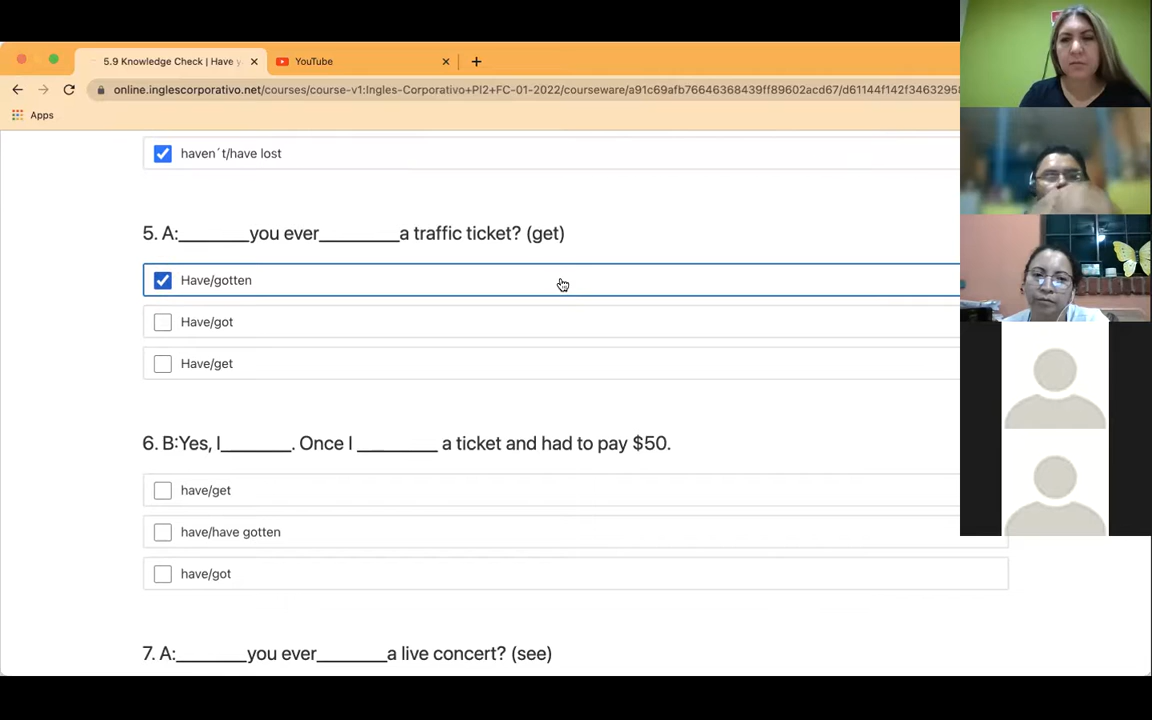 5.9 Knowledge Check | Have y
YouTube
online.inglescorporativo.net/courses/course-v1:Ingles-Corporativo+PI2+FC-01-2022/courseware/a91c69afb76646368439ff89602acd67/d61144f142f3463295
Apps
haven´t/have lost
5. A:________you ever_________a traffic ticket? (get)
Have/gotten
Have/got
Have/get
6. B:Yes, I________. Once I _________ a ticket and had to pay $50.
have/get
have/have gotten
have/got
7. A:________you ever________a live concert? (see)